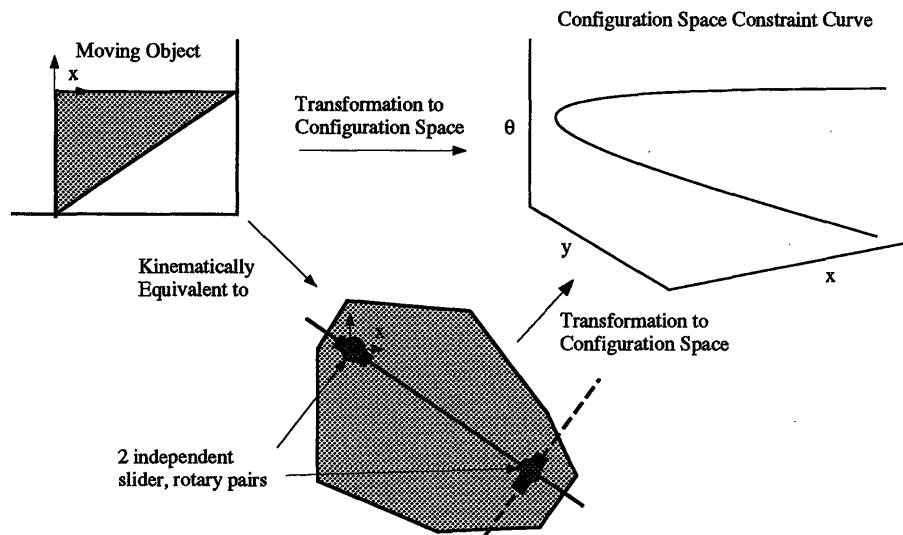 Configuration Space Constraint Curve
Moving Object
x
Transformation to
Configuration Space
θ
y
x
Kinematically
Equivalent to
Transformation to
Configuration Space
x
2 independent
slider, rotary pairs